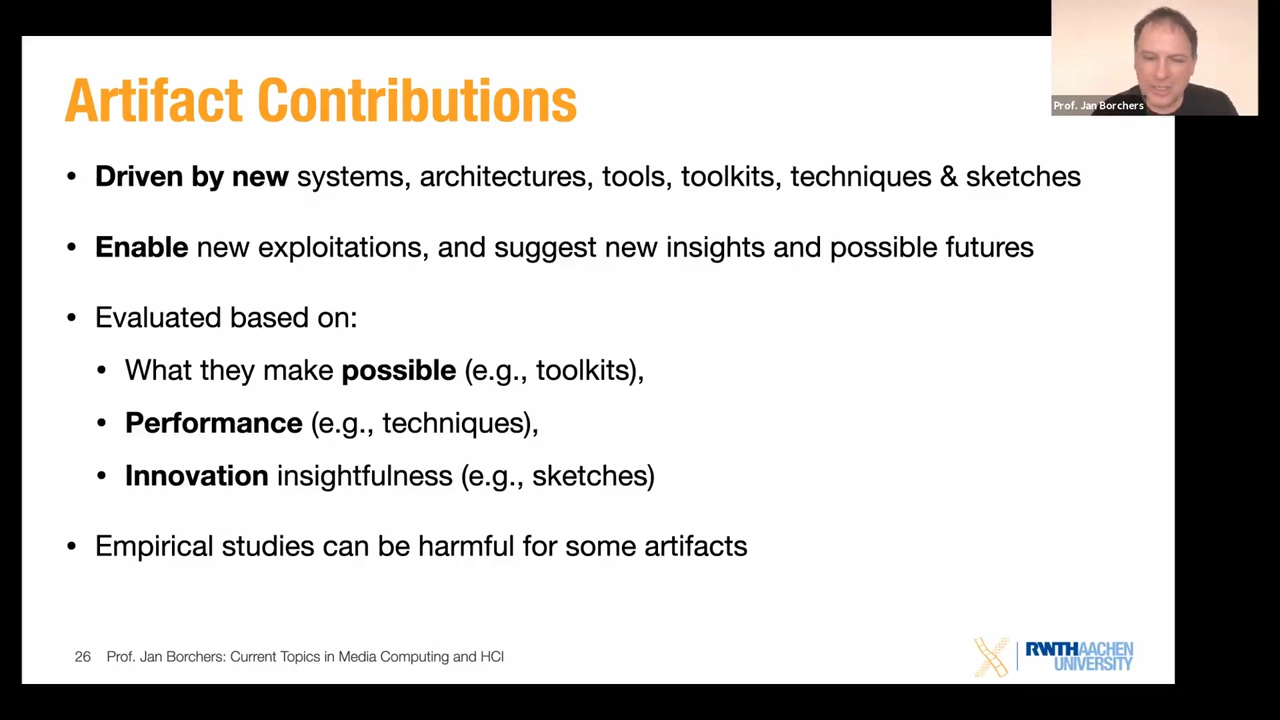 Artifact Contributions
Prof. Jan Borchers
• Driven by new systems, architectures, tools, toolkits, techniques & sketches
• Enable new exploitations, and suggest new insights and possible futures
• Evaluated based on:
• What they make possible (e.g., toolkits),
• Performance (e.g., techniques),
• Innovation insightfulness (e.g., sketches)
• Empirical studies can be harmful for some artifacts
26 Prof. Jan Borchers: Current Topics in Media Computing and HCI
RWTHAACHEN
UNIVERSITY